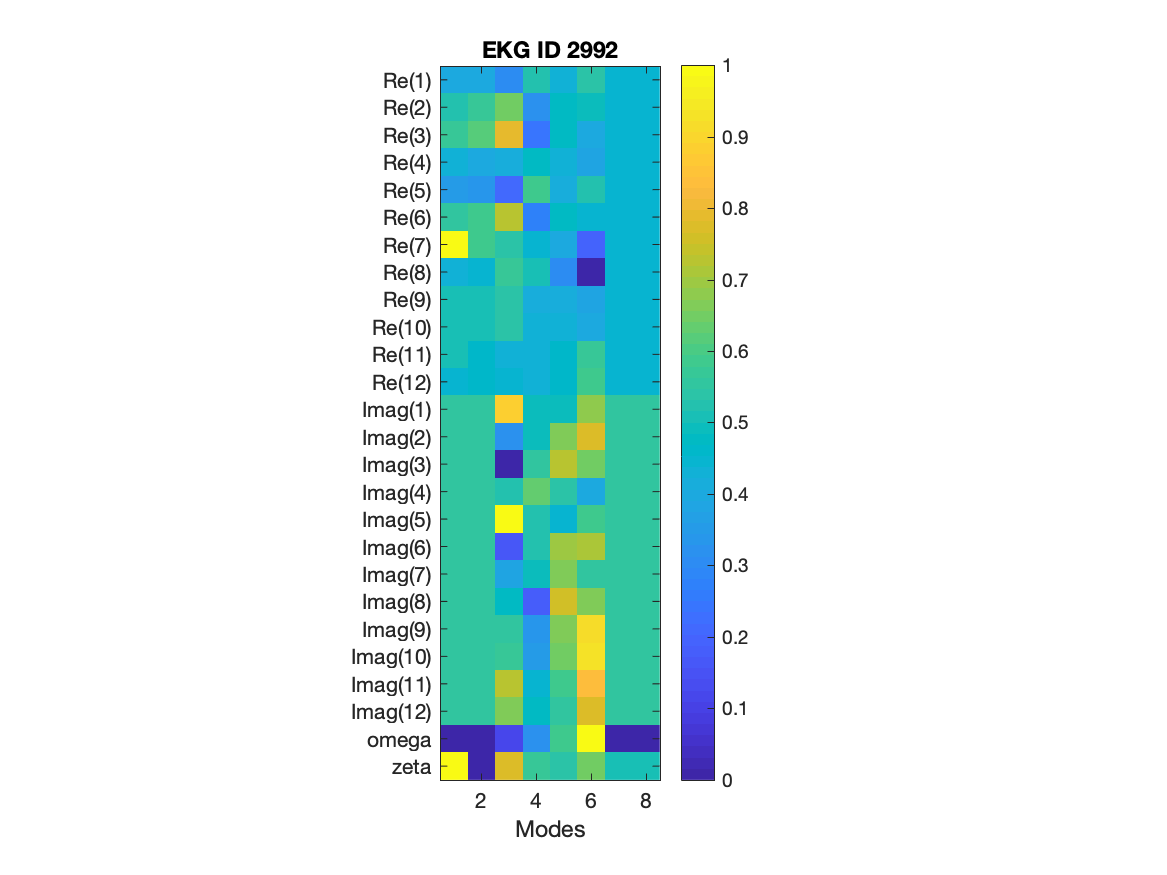 EKG ID 2992
Re(1)
Re(2)
Re(3)
Re(4)
Re(5)
Re(6)
Re(7)
Re(8)
Re(9)
Re(10)
Re(11)
Re(12)
Imag(1)
Imag(2)
Imag(3)
Imag(4)
Imag(5)
Imag(6)
Imag(7)
Imag(8)
Imag(9)
Imag(10)
Imag(11)
Imag(12)
omega
zeta
2 4 6 8
Modes
1
0.9
0.8
0.7
0.6
0.5
0.4
0.3
0.2
0.1
0